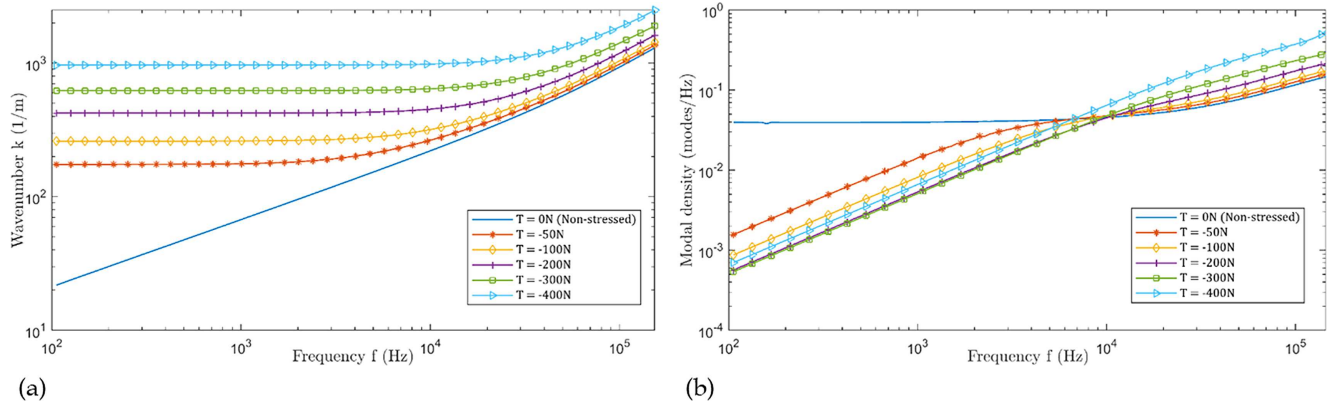 (a)
Wavenumber k (1/m)
10^3
10^2
10^1
10^2
10^3
10^4
10^5
Frequency f (Hz)
T = 0N (Non-stressed)
T = -50N
T = -100N
T = -200N
T = -300N
T = -400N
(b)
Modal density (modes/Hz)
10^0
10^-1
10^-2
10^-3
10^-4
10^2
10^3
10^4
10^5
Frequency f (Hz)
T = 0N (Non-stressed)
T = -50N
T = -100N
T = -200N
T = -300N
T = -400N